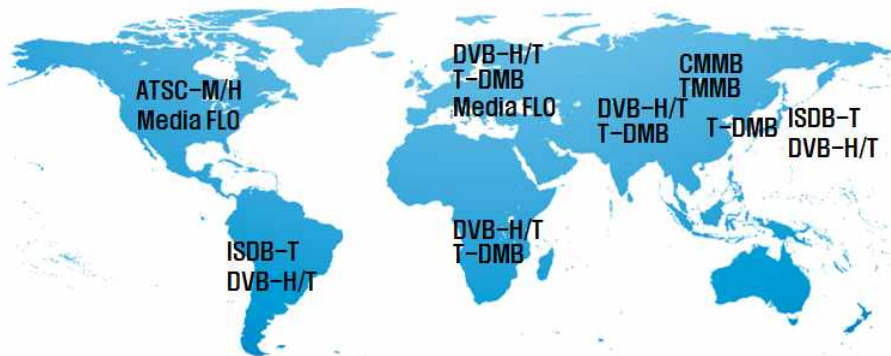 ATSC-M/H
Media FLO
DVB-H/T
T-DMB
Media FLO
CMMB
TMMB
DVB-H/T
T-DMB
T-DMB
ISDB-T
DVB-H/T
ISDB-T
DVB-H/T
DVB-H/T
T-DMB